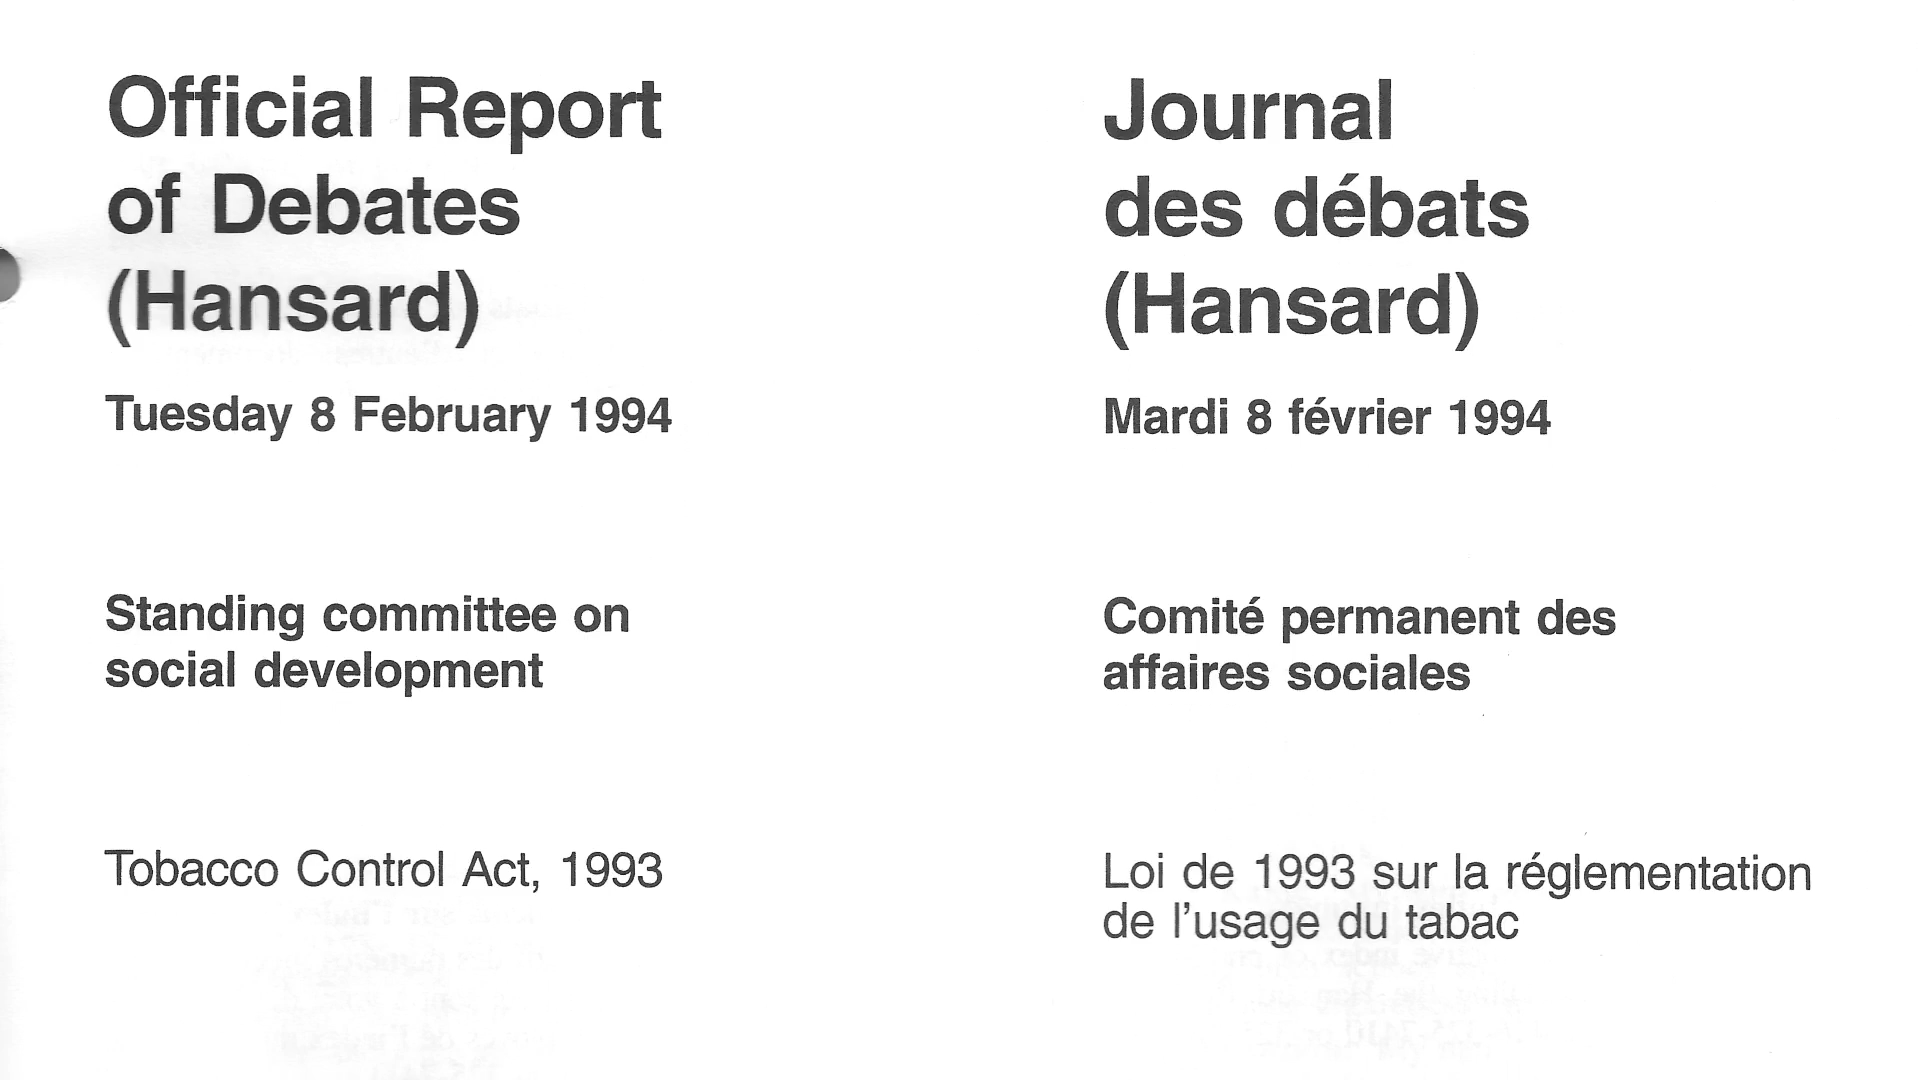 Official Report
of Debates
(Hansard)
Tuesday 8 February 1994
Standing committee on
social development
Tobacco Control Act, 1993
Journal
des débats
(Hansard)
Mardi 8 février 1994
Comité permanent des
affaires sociales
Loi de 1993 sur la réglementation
de l'usage du tabac